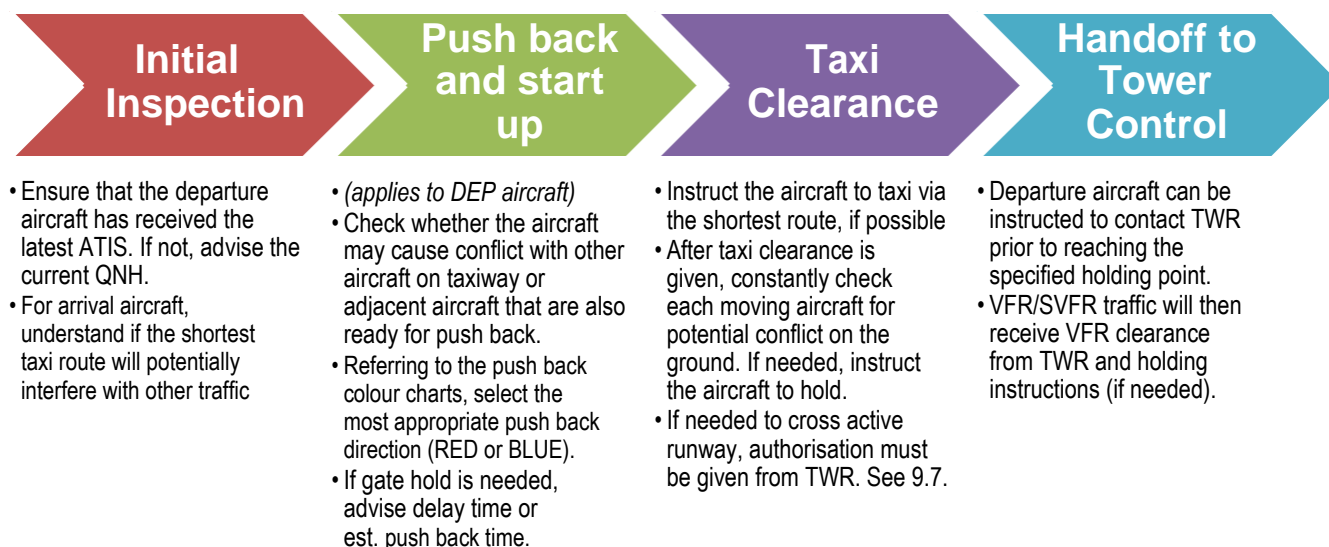 Initial
Inspection
• Ensure that the departure
aircraft has received the
latest ATIS. If not, advise the
current QNH.
• For arrival aircraft,
understand if the shortest
taxi route will potentially
interfere with other traffic
Push back
and start
up
• (applies to DEP aircraft)
• Check whether the aircraft
may cause conflict with other
aircraft on taxiway or
adjacent aircraft that are also
ready for push back.
• Referring to the push back
colour charts, select the
most appropriate push back
direction (RED or BLUE).
• If gate hold is needed,
advise delay time or
est. push back time.
Taxi
Clearance
• Instruct the aircraft to taxi via
the shortest route, if possible
• After taxi clearance is
given, constantly check
each moving aircraft for
potential conflict on the
ground. If needed, instruct
the aircraft to hold.
• If needed to cross active
runway, authorisation must
be given from TWR. See 9.7.
Handoff to
Tower
Control
• Departure aircraft can be
instructed to contact TWR
prior to reaching the
specified holding point.
• VFR/SVFR traffic will then
receive VFR clearance
from TWR and holding
instructions (if needed).